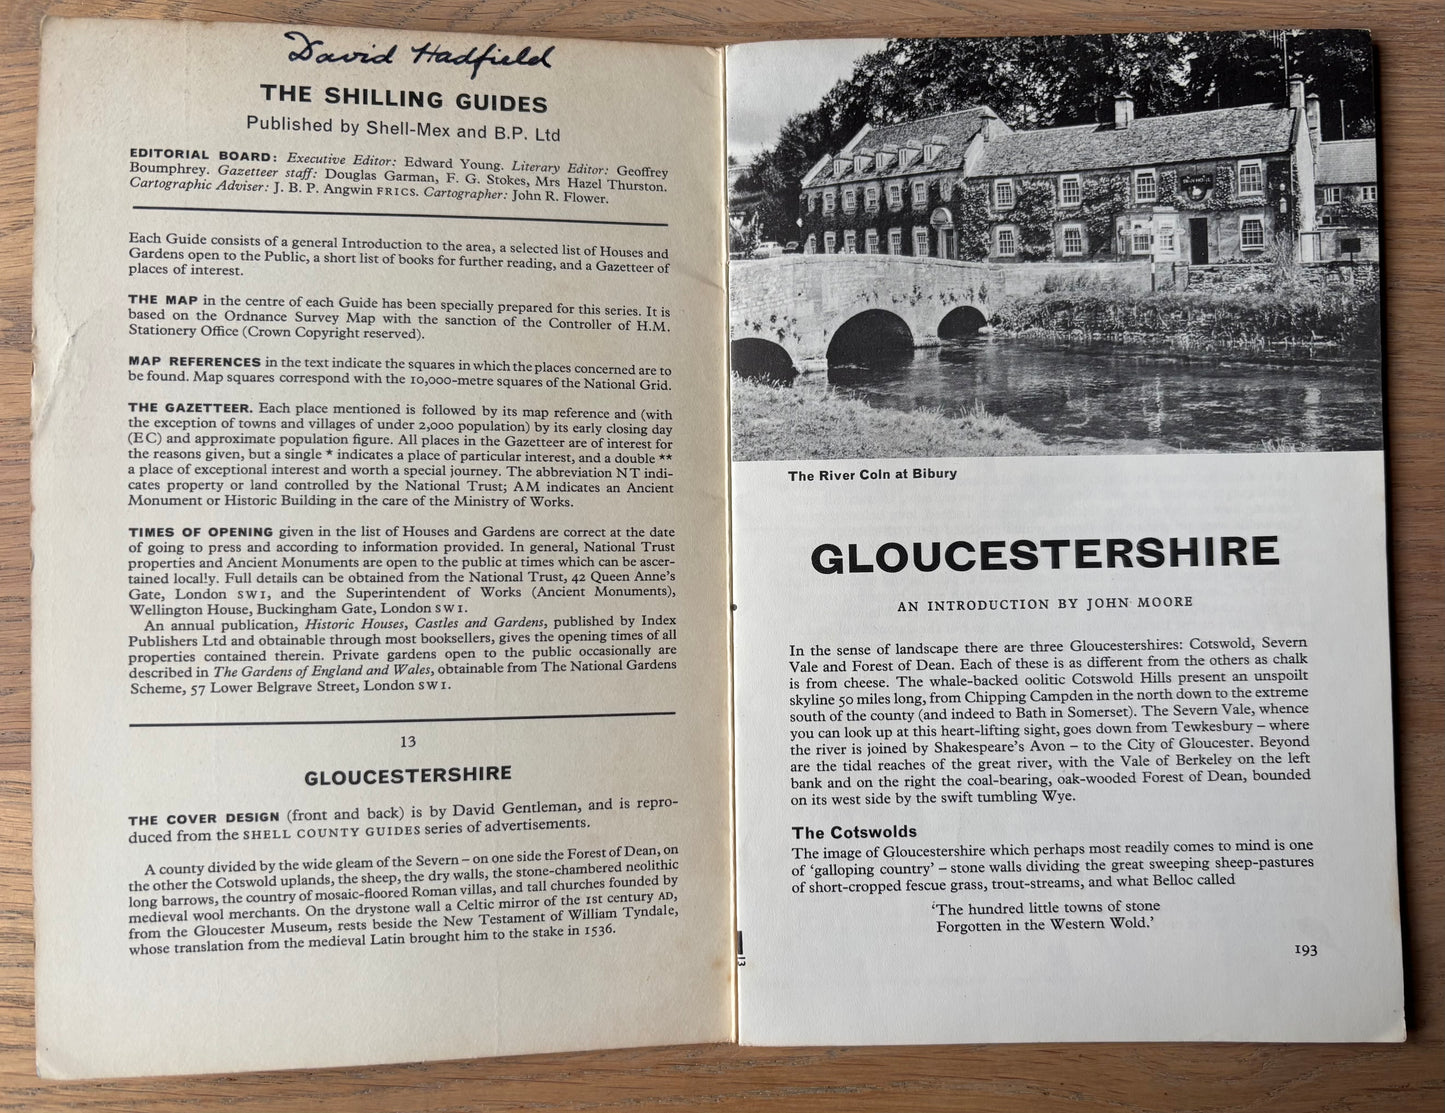 David Hadfield
THE SHILLING GUIDES
Published by Shell-Mex and B.P. Ltd
EDITORIAL BOARD: Executive Editor: Edward Young. Literary Editor: Geoffrey
Boumphrey. Gazetteer staff: Douglas Garman, F. G. Stokes, Mrs Hazel Thurston.
Cartographic Adviser: J. B. P. Angwin FRICS. Cartographer: John R. Flower.
Each Guide consists of a general Introduction to the area, a selected list of Houses and
Gardens open to the Public, a short list of books for further reading, and a Gazetteer of
places of interest.
THE MAP in the centre of each Guide has been specially prepared for this series. It is
based on the Ordnance Survey Map with the sanction of the Controller of H.M.
Stationery Office (Crown Copyright reserved).
MAP REFERENCES in the text indicate the squares in which the places concerned are to
be found. Map squares correspond with the 10,000-metre squares of the National Grid.
THE GAZETTEER. Each place mentioned is followed by its map reference and (with
the exception of towns and villages of under 2,000 population) by its early closing day
(EC) and approximate population figure. All places in the Gazetteer are of interest for
the reasons given, but a single * indicates a place of particular interest, and a double **
a place of exceptional interest and worth a special journey. The abbreviation NT indi-
cates property or land controlled by the National Trust; AM indicates an Ancient
Monument or Historic Building in the care of the Ministry of Works.
TIMES OF OPENING given in the list of Houses and Gardens are correct at the date
of going to press and according to information provided. In general, National Trust
properties and Ancient Monuments are open to the public at times which can be ascer-
tained locally. Full details can be obtained from the National Trust, 42 Queen Anne's
Gate, London SW1, and the Superintendent of Works (Ancient Monuments),
Wellington House, Buckingham Gate, London SW1.
An annual publication, Historic Houses, Castles and Gardens, published by Index
Publishers Ltd and obtainable through most booksellers, gives the opening times of all
properties contained therein. Private gardens open to the public occasionally are
described in The Gardens of England and Wales, obtainable from The National Gardens
Scheme, 57 Lower Belgrave Street, London SW1.
13
GLOUCESTERSHIRE
THE COVER DESIGN (front and back) is by David Gentleman, and is repro-
duced from the SHELL COUNTY GUIDES series of advertisements.
A county divided by the wide gleam of the Severn – on one side the Forest of Dean, on
the other the Cotswold uplands, the sheep, the dry walls, the stone-chambered neolithic
long barrows, the country of mosaic-floored Roman villas, and tall churches founded by
medieval wool merchants. On the drystone wall a Celtic mirror of the 1st century AD,
from the Gloucester Museum, rests beside the New Testament of William Tyndale,
whose translation from the medieval Latin brought him to the stake in 1536.
The River Coln at Bibury
GLOUCESTERSHIRE
AN INTRODUCTION BY JOHN MOORE
In the sense of landscape there are three Gloucestershires: Cotswold, Severn
Vale and Forest of Dean. Each of these is as different from the others as chalk
is from cheese. The whale-backed oolitic Cotswold Hills present an unspoilt
skyline 50 miles long, from Chipping Campden in the north down to the extreme
south of the county (and indeed to Bath in Somerset). The Severn Vale, whence
you can look up at this heart-lifting sight, goes down from Tewkesbury – where
the river is joined by Shakespeare's Avon – to the City of Gloucester. Beyond
are the tidal reaches of the great river, with the Vale of Berkeley on the left
bank and on the right the coal-bearing, oak-wooded Forest of Dean, bounded
on its west side by the swift tumbling Wye.
The Cotswolds
The image of Gloucestershire which perhaps most readily comes to mind is one
of 'galloping country' – stone walls dividing the great sweeping sheep-pastures
of short-cropped fescue grass, trout-streams, and what Belloc called
'The hundred little towns of stone
Forgotten in the Western Wold.'
13
193